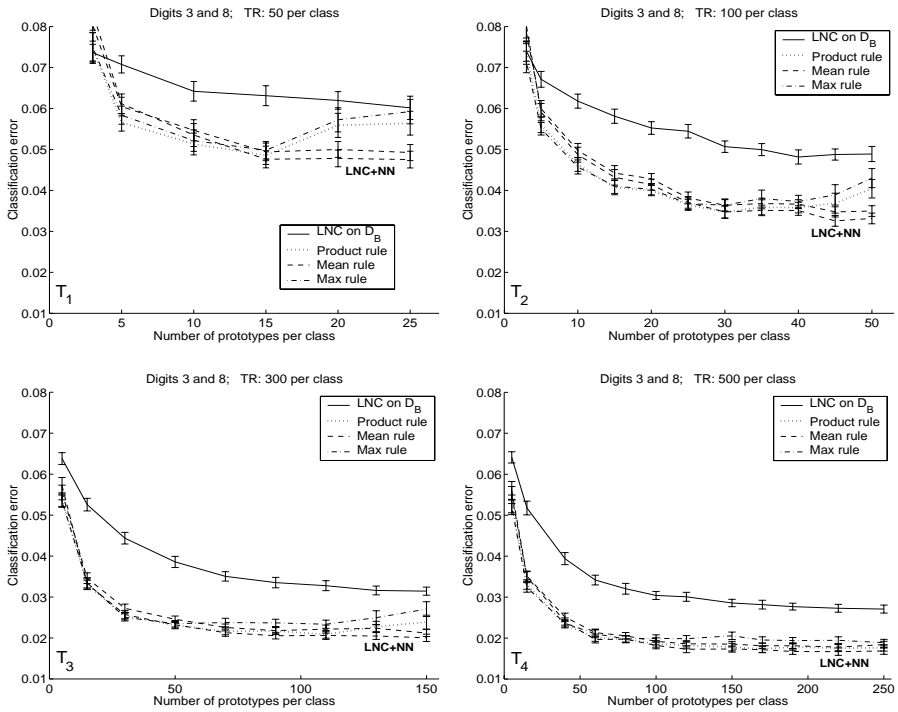 Digits 3 and 8; TR: 50 per class
0.08
0.07
0.06
0.05
0.04
0.03
0.02
0.01
Classification error
LNC+NN
LNC on D_B
Product rule
Mean rule
Max rule
T_1
0 5 10 15 20 25
Number of prototypes per class
Digits 3 and 8; TR: 100 per class
0.08
0.07
0.06
0.05
0.04
0.03
0.02
0.01
Classification error
LNC on D_B
Product rule
Mean rule
Max rule
LNC+NN
T_2
0 10 20 30 40 50
Number of prototypes per class
Digits 3 and 8; TR: 300 per class
0.08
0.07
0.06
0.05
0.04
0.03
0.02
0.01
Classification error
LNC on D_B
Product rule
Mean rule
Max rule
LNC+NN
T_3
0 50 100 150
Number of prototypes per class
Digits 3 and 8; TR: 500 per class
0.08
0.07
0.06
0.05
0.04
0.03
0.02
0.01
Classification error
LNC on D_B
Product rule
Mean rule
Max rule
LNC+NN
T_4
0 50 100 150 200 250
Number of prototypes per class